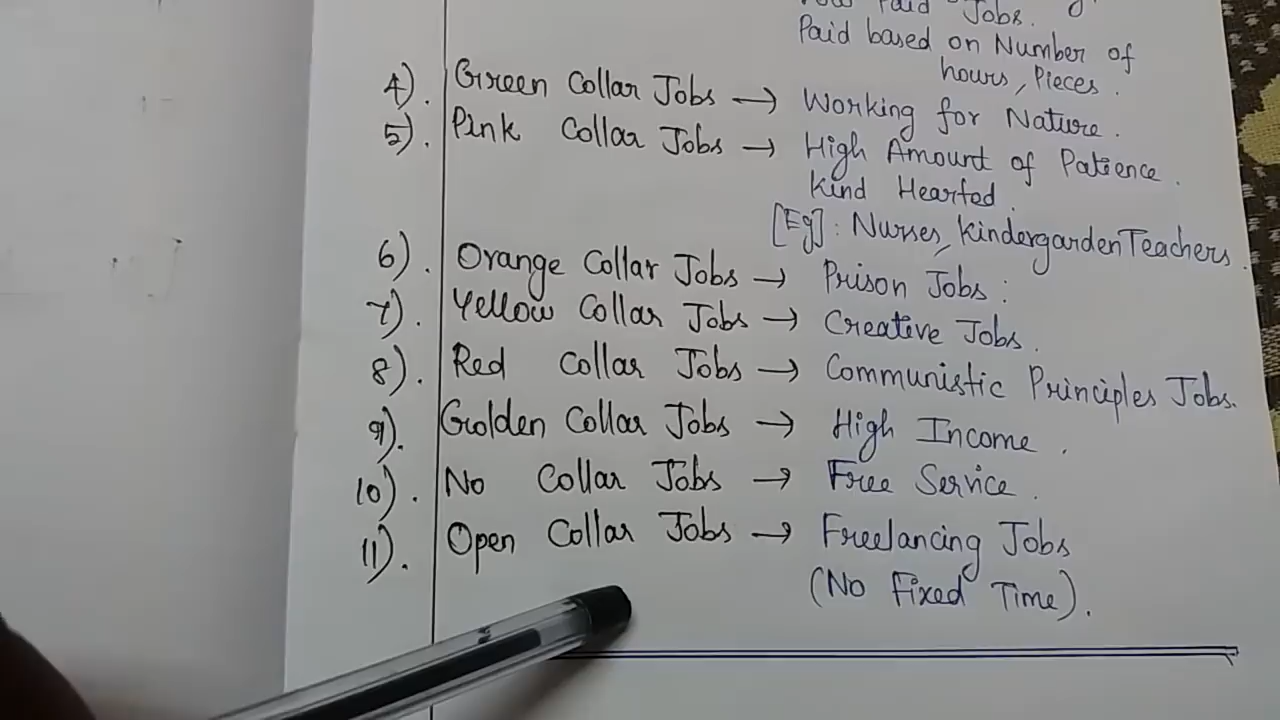 Paid Jobs.
Paid based on Number of
hours, Pieces.
4). Green Collar Jobs → Working for Nature.
5). Pink Collar Jobs → High Amount of Patience.
Kind Hearted.
[Eg]: Nurses, KindergardenTeachers.
6). Orange Collar Jobs → Prison Jobs:
7). Yellow Collar Jobs → Creative Jobs.
8). Red Collar Jobs → Communistic Principles Jobs.
9). Golden Collar Jobs → High Income.
10). No Collar Jobs → Free Service.
11). Open Collar Jobs → Freelancing Jobs
(No Fixed Time).